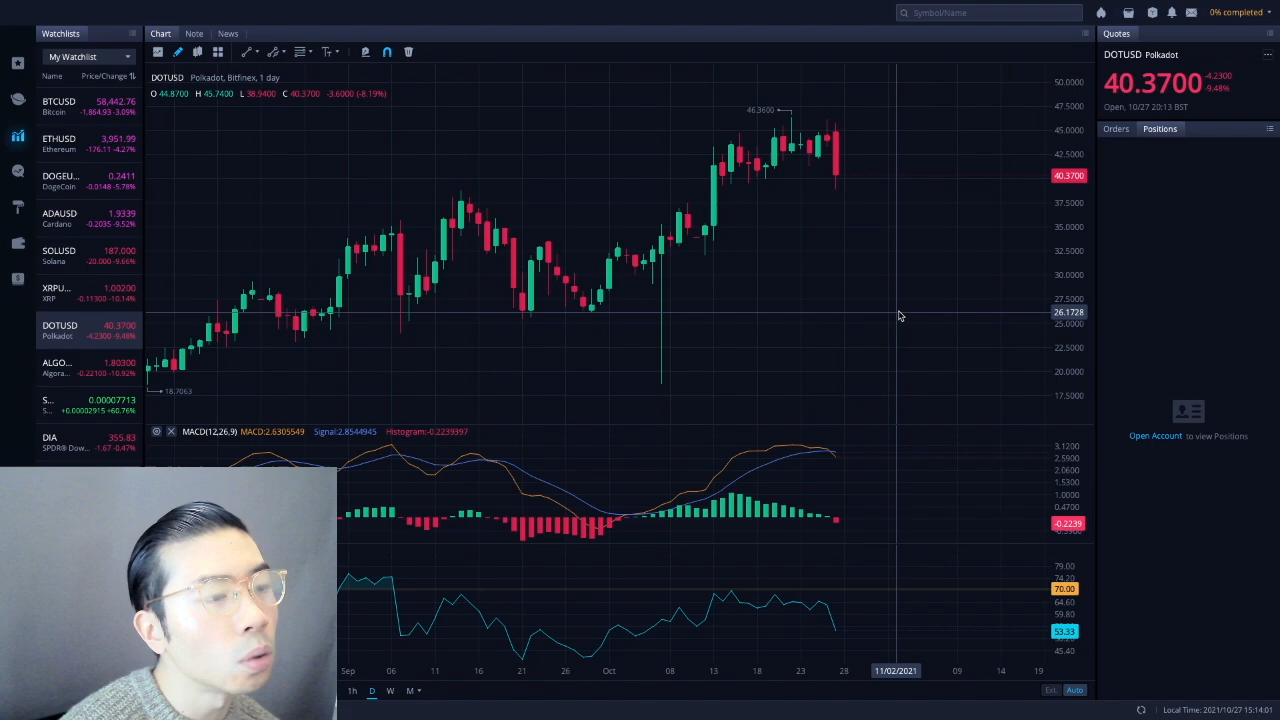 Symbol/Name
0% completed
Watchlists
Chart
Note
News
Quotes
My Watchlist
Name
Price/Change
DOTUSD Polkadot, Bitfinex, 1 day
O 44.8700 H 45.7400 L 38.9400 C 40.3700 -3.6000 (-8.19%)
BTCUSD 58,442.76
Bitcoin -1,864.93 -3.09%
ETHUSD 3,951.99
Ethereum -176.11 -4.27%
DOGEU... 0.2411
DogeCoin -0.0148 -5.78%
ADAUSD 1.9339
Cardano -0.2035 -9.52%
SOLUSD 187.000
Solana -20.000 -9.66%
XRPU... 1.00200
XRP -0.11300 -10.14%
DOTUSD 40.3700
Polkadot -4.2300 -9.48%
ALGO... 1.80300
Algora... -0.22100 -10.92%
S... 0.00007713
S... +0.00002915 +60.76%
DIA 355.83
SPDR® Dow... -1.67 -0.47%
46.3600
18.7063
50.0000
47.5000
45.0000
42.5000
40.3700
37.5000
35.0000
32.5000
30.0000
27.5000
26.1728
25.0000
22.5000
20.0000
17.5000
MACD(12,26,9) MACD:2.6305549 Signal:2.8544945 Histogram:-0.2239397
3.1200
2.5900
2.0600
1.5300
1.0000
0.4700
-0.2239
79.00
74.20
70.00
64.60
59.80
53.33
45.40
Sep 06 11 16 21 26 Oct 08 13 18 23 28 11/02/2021 09 14 19
1h D W M
Ext. Auto
DOTUSD Polkadot
40.3700 -4.2300
-9.48%
Open, 10/27 20:13 BST
Orders
Positions
Open Account to view Positions
Local Time: 2021/10/27 15:14:01